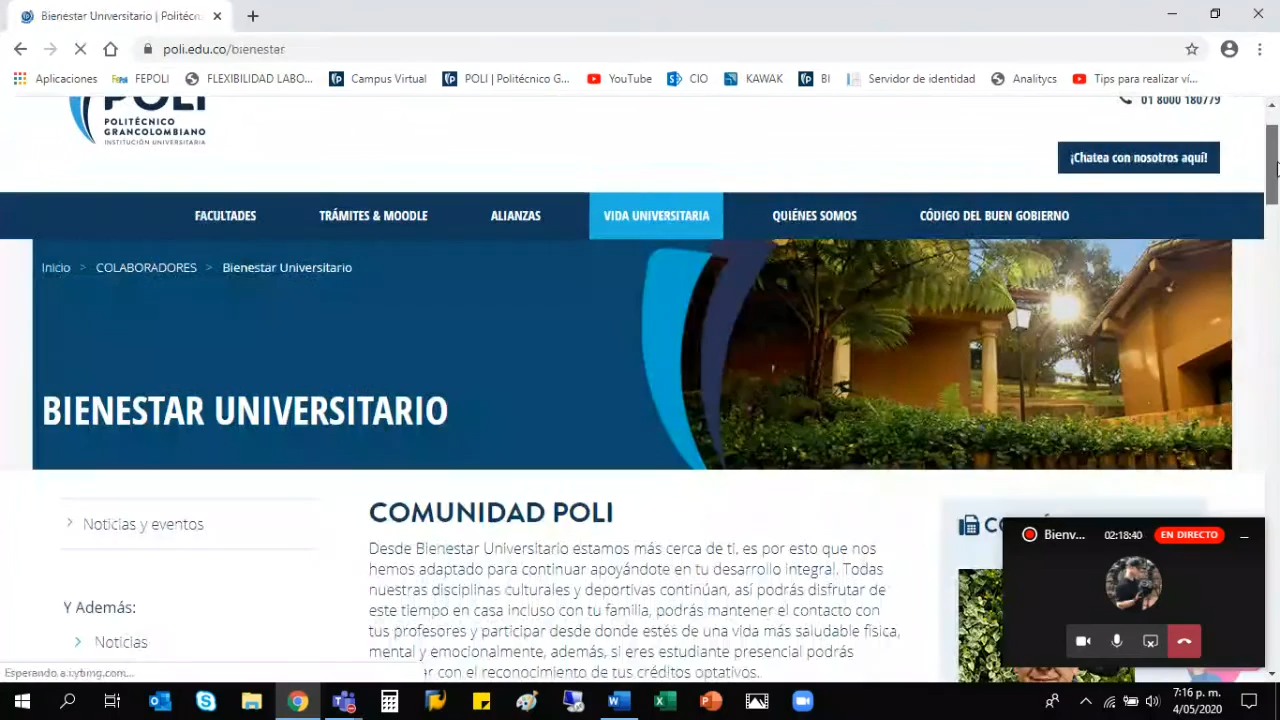 Bienestar Universitario | Politécn
poli.edu.co/bienestar
Aplicaciones FEPOLI FLEXIBILIDAD LABO... Campus Virtual POLI | Politécnico G... YouTube CIO KAWAK BI Servidor de identidad Analitycs Tips para realizar ví...
POLI
POLITÉCNICO
GRANCOLOMBIANO
INSTITUCIÓN UNIVERSITARIA
01 8000 180779
¡Chatea con nosotros aquí!
FACULTADES TRÁMITES & MOODLE ALIANZAS VIDA UNIVERSITARIA QUIÉNES SOMOS CÓDIGO DEL BUEN GOBIERNO
Inicio > COLABORADORES > Bienestar Universitario
BIENESTAR UNIVERSITARIO
Noticias y eventos
Y Además:
Noticias
COMUNIDAD POLI
Desde Bienestar Universitario estamos más cerca de ti, es por esto que nos
hemos adaptado para continuar apoyándote en tu desarrollo integral. Todas
nuestras disciplinas culturales y deportivas continúan, así podrás disfrutar de
este tiempo en casa incluso con tu familia, podrás mantener el contacto con
tus profesores y participar desde donde estés de una vida más saludable física,
mental y emocionalmente, además, si eres estudiante presencial podrás
con el reconocimiento de tus créditos optativos.
Bienv... 02:18:40 EN DIRECTO
7:16 p. m.
4/05/2020